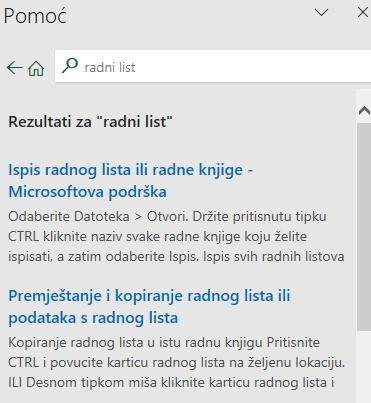 Pomoć
radni list
Rezultati za "radni list"
Ispis radnog lista ili radne knjige -
Microsoftova podrška
Odaberite Datoteka > Otvori. Držite pritisnutu tipku
CTRL kliknite naziv svake radne knjige koju želite
ispisati, a zatim odaberite Ispis. Ispis svih radnih listova
Premještanje i kopiranje radnog lista ili
podataka s radnog lista
Kopiranje radnog lista u istu radnu knjigu Pritisnite
CTRL i povucite karticu radnog lista na željenu lokaciju.
ILI Desnom tipkom miša kliknite karticu radnog lista i